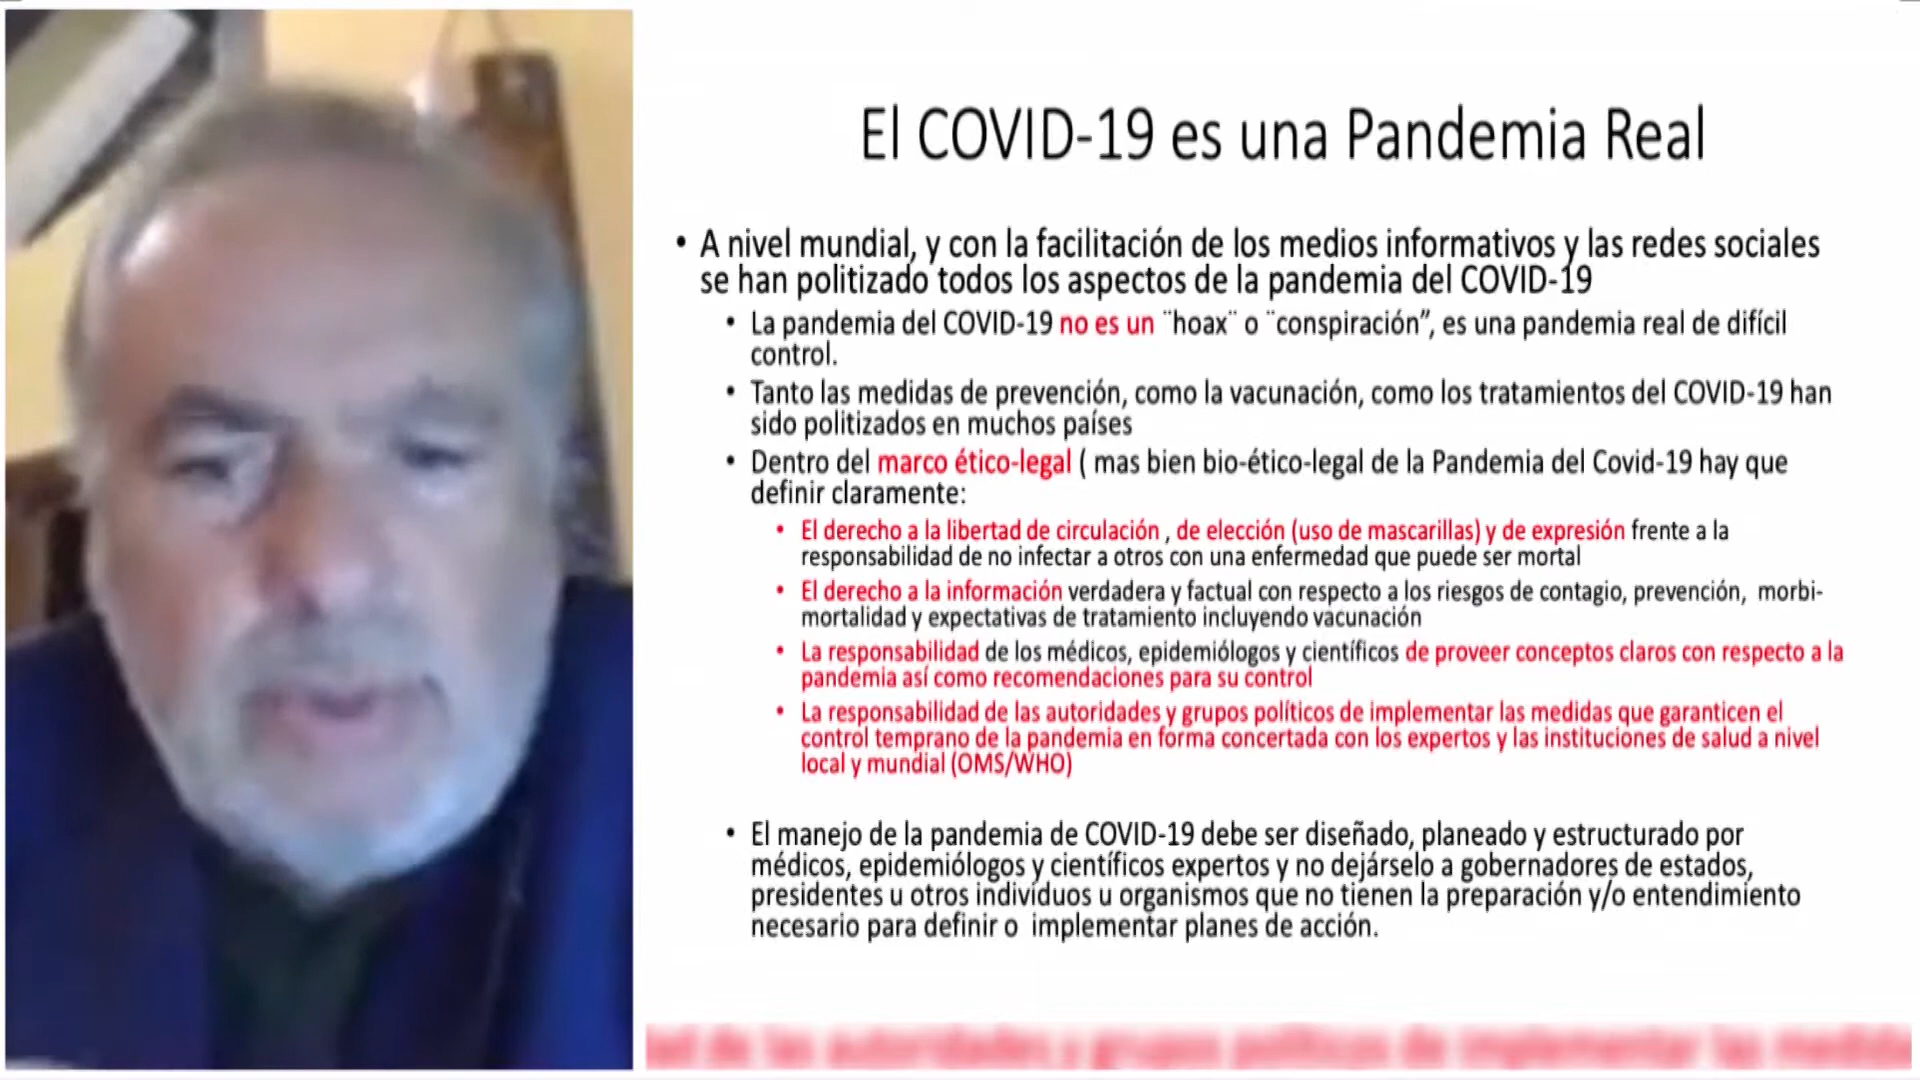 El COVID-19 es una Pandemia Real
• A nivel mundial, y con la facilitación de los medios informativos y las redes sociales
se han politizado todos los aspectos de la pandemia del COVID-19
• La pandemia del COVID-19 no es un ¨hoax¨ o ¨conspiración”, es una pandemia real de difícil
control.
• Tanto las medidas de prevención, como la vacunación, como los tratamientos del COVID-19 han
sido politizados en muchos países
• Dentro del marco ético-legal ( mas bien bio-ético-legal de la Pandemia del Covid-19 hay que
definir claramente:
• El derecho a la libertad de circulación , de elección (uso de mascarillas) y de expresión frente a la
responsabilidad de no infectar a otros con una enfermedad que puede ser mortal
• El derecho a la información verdadera y factual con respecto a los riesgos de contagio, prevención, morbi-
mortalidad y expectativas de tratamiento incluyendo vacunación
• La responsabilidad de los médicos, epidemiólogos y científicos de proveer conceptos claros con respecto a la
pandemia así como recomendaciones para su control
• La responsabilidad de las autoridades y grupos políticos de implementar las medidas que garanticen el
control temprano de la pandemia en forma concertada con los expertos y las instituciones de salud a nivel
local y mundial (OMS/WHO)
• El manejo de la pandemia de COVID-19 debe ser diseñado, planeado y estructurado por
médicos, epidemiólogos y científicos expertos y no dejárselo a gobernadores de estados,
presidentes u otros individuos u organismos que no tienen la preparación y/o entendimiento
necesario para definir o implementar planes de acción.